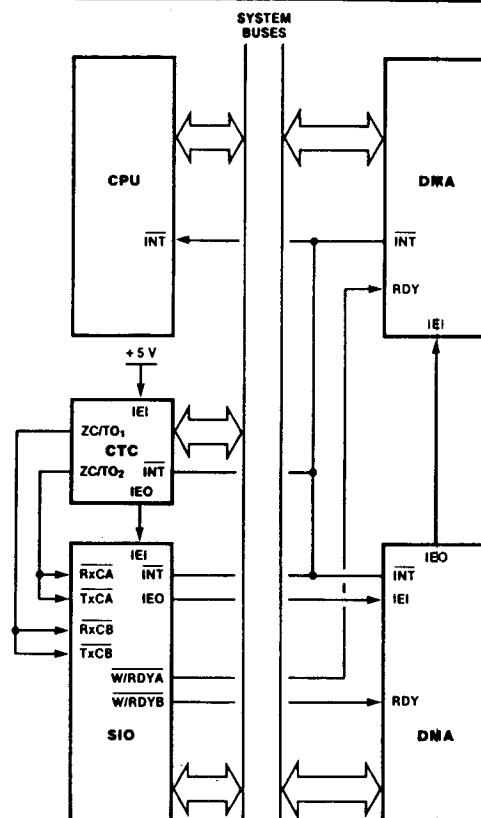 SYSTEM
BUSES
CPU
DMA
INT
INT
RDY
IEI
+5 V
IEI
ZC/TO1
CTC
ZC/TO2
INT
IEO
IEI
IEO
RxCA
INT
INT
TxCA
IEO
IEI
RxCB
TxCB
W/RDYA
W/RDYB
RDY
SIO
DMA